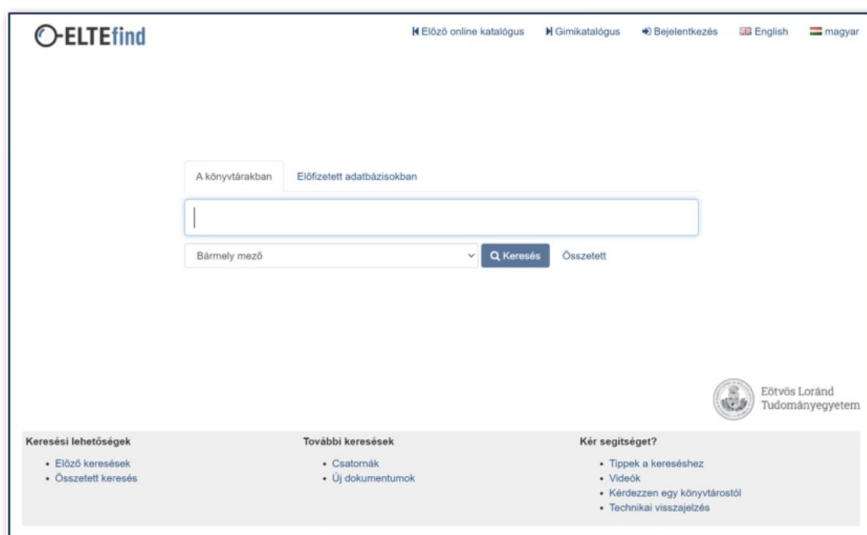 ELTEfind
Előző online katalógus Gimikatalógus Bejelentkezés English magyar
A könyvtárakban Előfizetett adatbázisokban
Bármely mező Keresés Összetett
Eötvös Loránd
Tudományegyetem
Keresési lehetőségek További keresések Kér segitséget?
Előző keresések Csatornák Tippek a kereséshez
Összetett keresés Új dokumentumok Videók
Kérdezzen egy könyvtárostól
Technikai visszajelzés